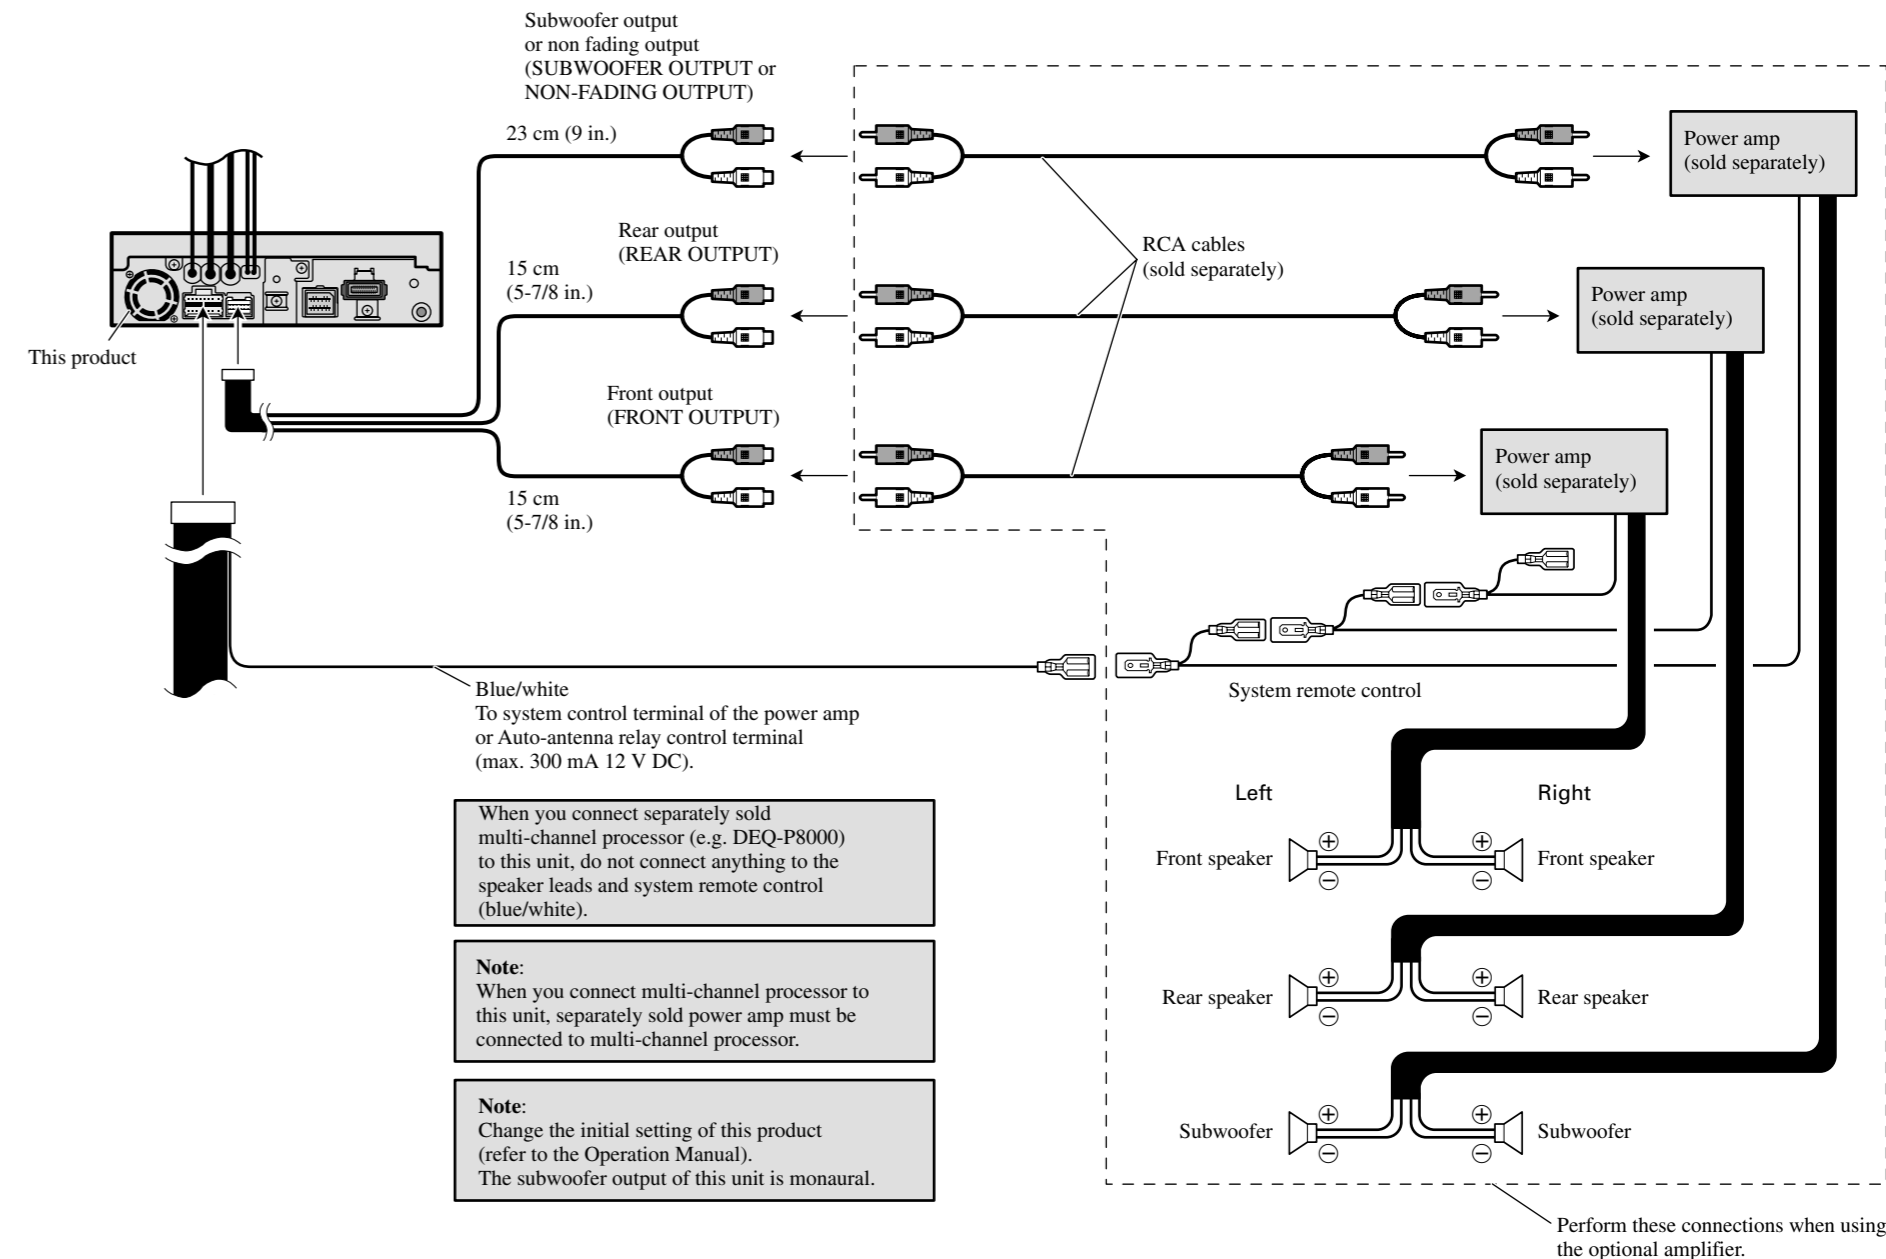 Subwoofer output
or non fading output
(SUBWOOFER OUTPUT or
NON-FADING OUTPUT)
23 cm (9 in.)
Power amp
(sold separately)
Rear output
(REAR OUTPUT)
15 cm
(5-7/8 in.)
RCA cables
(sold separately)
Power amp
(sold separately)
This product
Front output
(FRONT OUTPUT)
15 cm
(5-7/8 in.)
Power amp
(sold separately)
Blue/white
To system control terminal of the power amp
or Auto-antenna relay control terminal
(max. 300 mA 12 V DC).
System remote control
When you connect separately sold
multi-channel processor (e.g. DEQ-P8000)
to this unit, do not connect anything to the
speaker leads and system remote control
(blue/white).
Note:
When you connect multi-channel processor to
this unit, separately sold power amp must be
connected to multi-channel processor.
Note:
Change the initial setting of this product
(refer to the Operation Manual).
The subwoofer output of this unit is monaural.
Left
Right
+
+
Front speaker
Front speaker
−
−
+
+
Rear speaker
Rear speaker
−
−
+
+
Subwoofer
Subwoofer
−
−
Perform these connections when using
the optional amplifier.